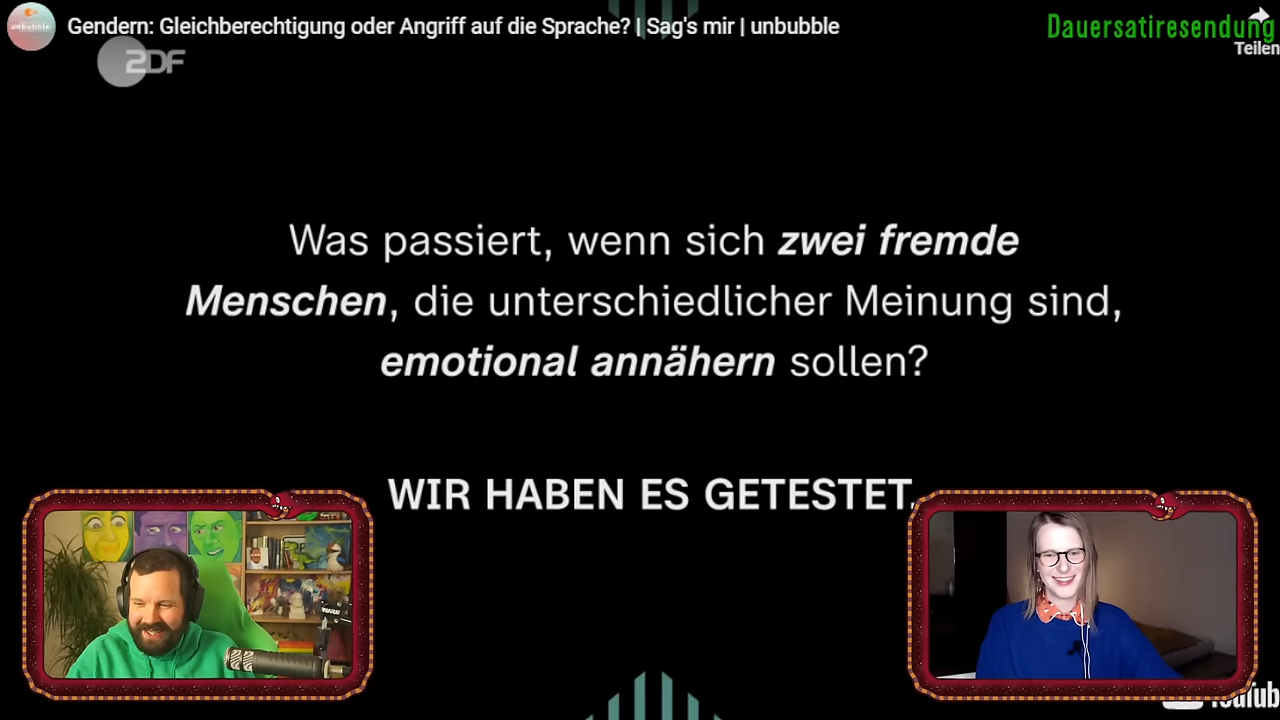 unbubble
Gendern: Gleichberechtigung oder Angriff auf die Sprache? | Sag's mir | unbubble
Dauersatiresendung
Teilen
ZDF
Was passiert, wenn sich zwei fremde
Menschen, die unterschiedlicher Meinung sind,
emotional annähern sollen?
WIR HABEN ES GETESTET.